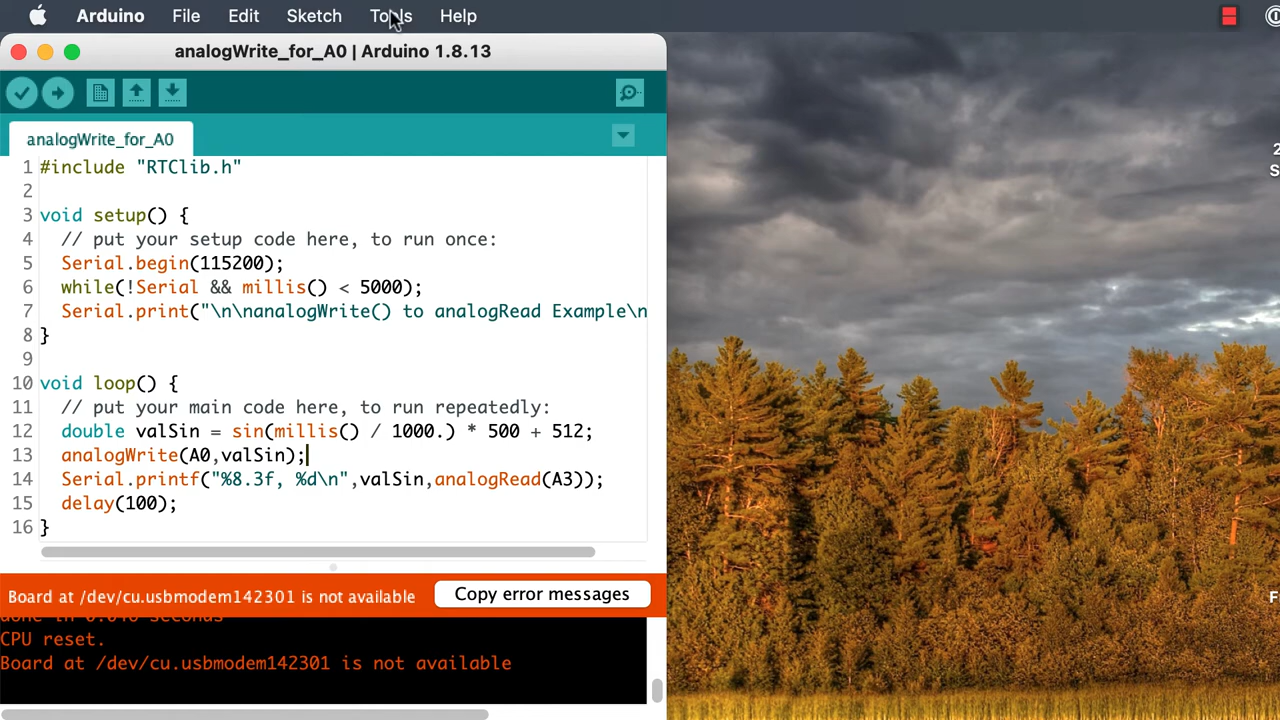 Arduino File Edit Sketch Tools Help
analogWrite_for_A0 | Arduino 1.8.13
analogWrite_for_A0
1 #include "RTClib.h"
2
3 void setup() {
4 // put your setup code here, to run once:
5 Serial.begin(115200);
6 while(!Serial && millis() < 5000);
7 Serial.print("\n\nanalogWrite() to analogRead Example\n
8 }
9
10 void loop() {
11 // put your main code here, to run repeatedly:
12 double valSin = sin(millis() / 1000.) * 500 + 512;
13 analogWrite(A0,valSin);
14 Serial.printf("%8.3f, %d\n",valSin,analogRead(A3));
15 delay(100);
16 }
Board at /dev/cu.usbmodem142301 is not available
Copy error messages
CPU reset.
Board at /dev/cu.usbmodem142301 is not available
2
S
F